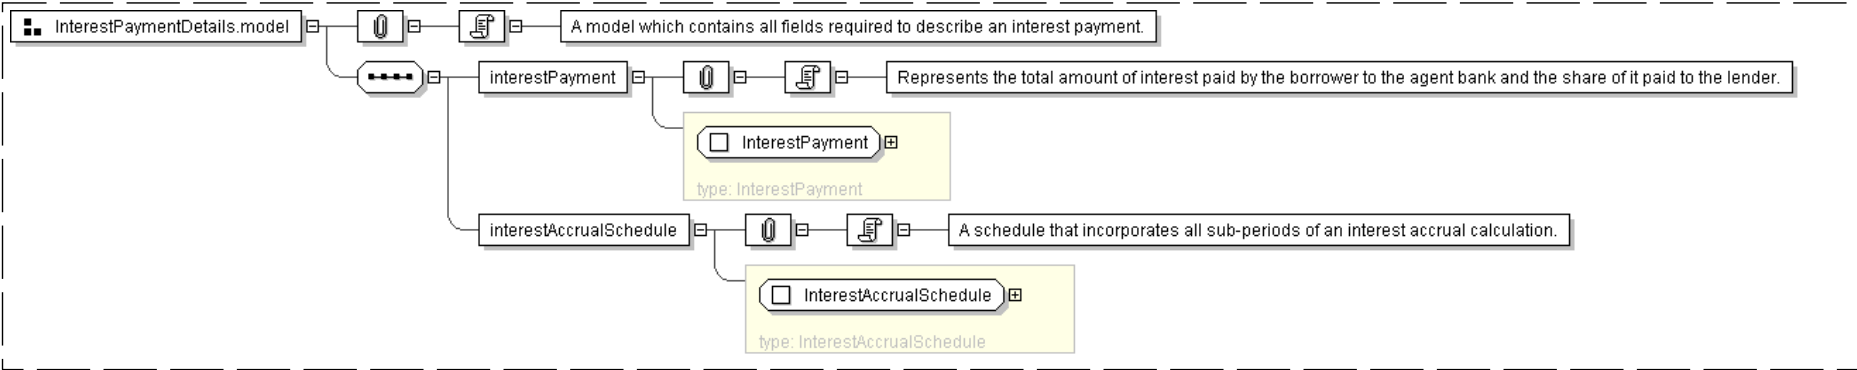 InterestPaymentDetails.model
A model which contains all fields required to describe an interest payment.
interestPayment
Represents the total amount of interest paid by the borrower to the agent bank and the share of it paid to the lender.
InterestPayment
type: InterestPayment
interestAccrualSchedule
A schedule that incorporates all sub-periods of an interest accrual calculation.
InterestAccrualSchedule
type: InterestAccrualSchedule